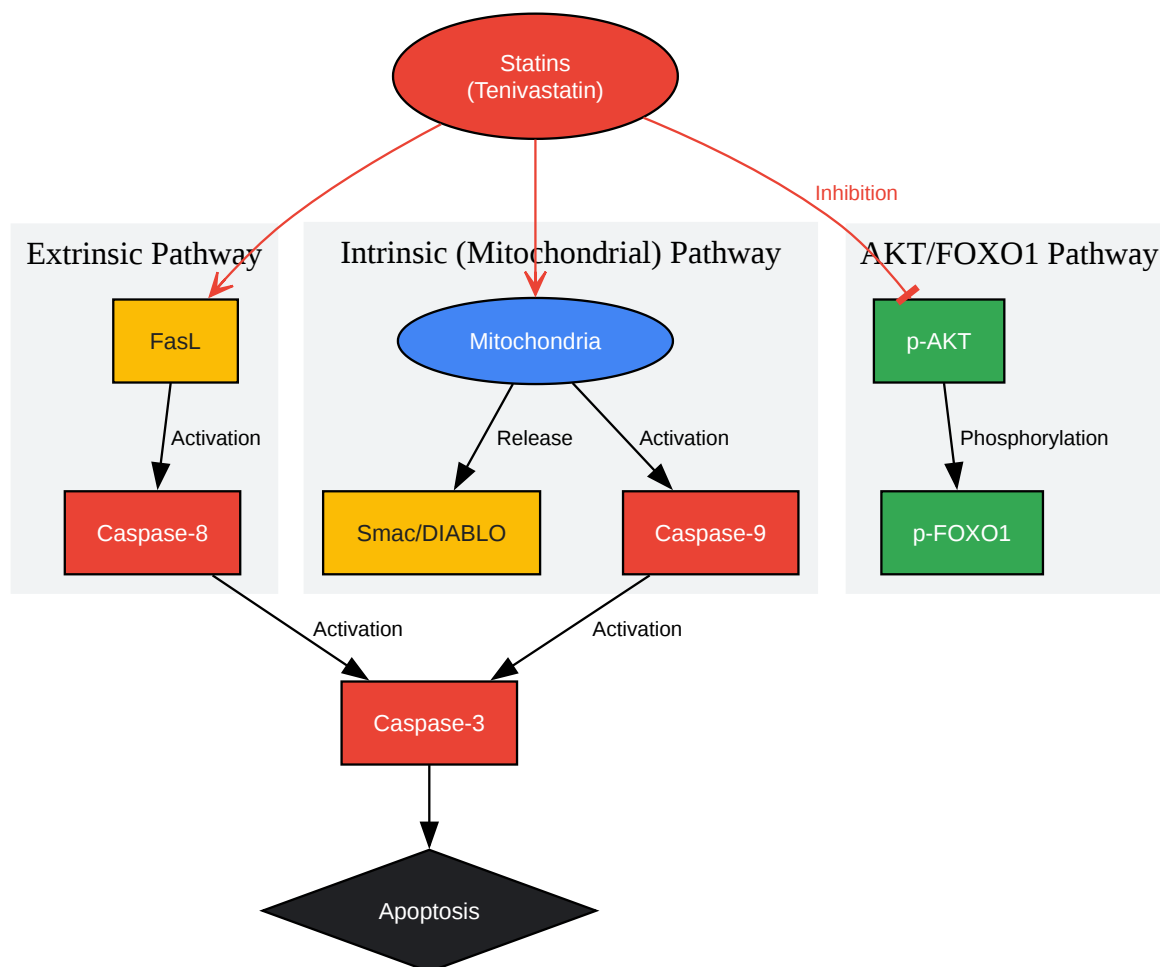 Statins
(Tenivastatin)
Inhibition
Extrinsic Pathway
Intrinsic (Mitochondrial) Pathway
AKT/FOXO1 Pathway
FasL
Mitochondria
p-AKT
Activation
Release
Activation
Phosphorylation
Caspase-8
Smac/DIABLO
Caspase-9
p-FOXO1
Activation
Activation
Caspase-3
Apoptosis